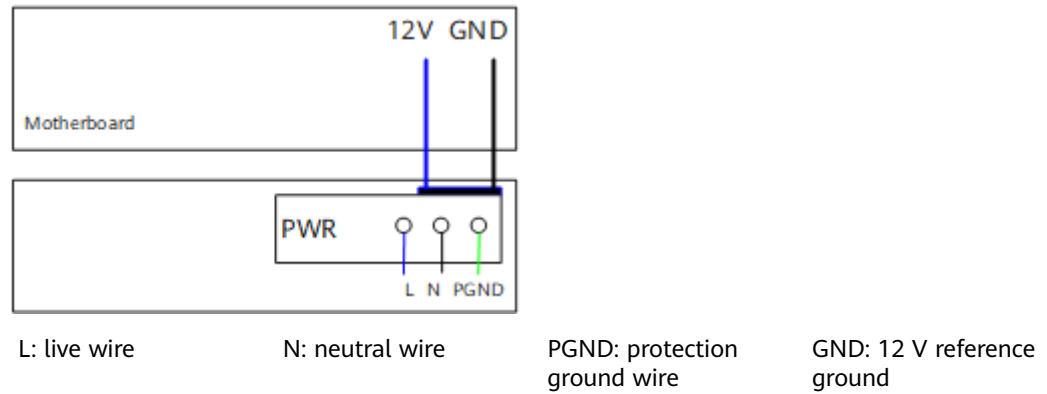 12V GND
Motherboard
PWR
L N PGND
L: live wire
N: neutral wire
PGND: protection
ground wire
GND: 12 V reference
ground